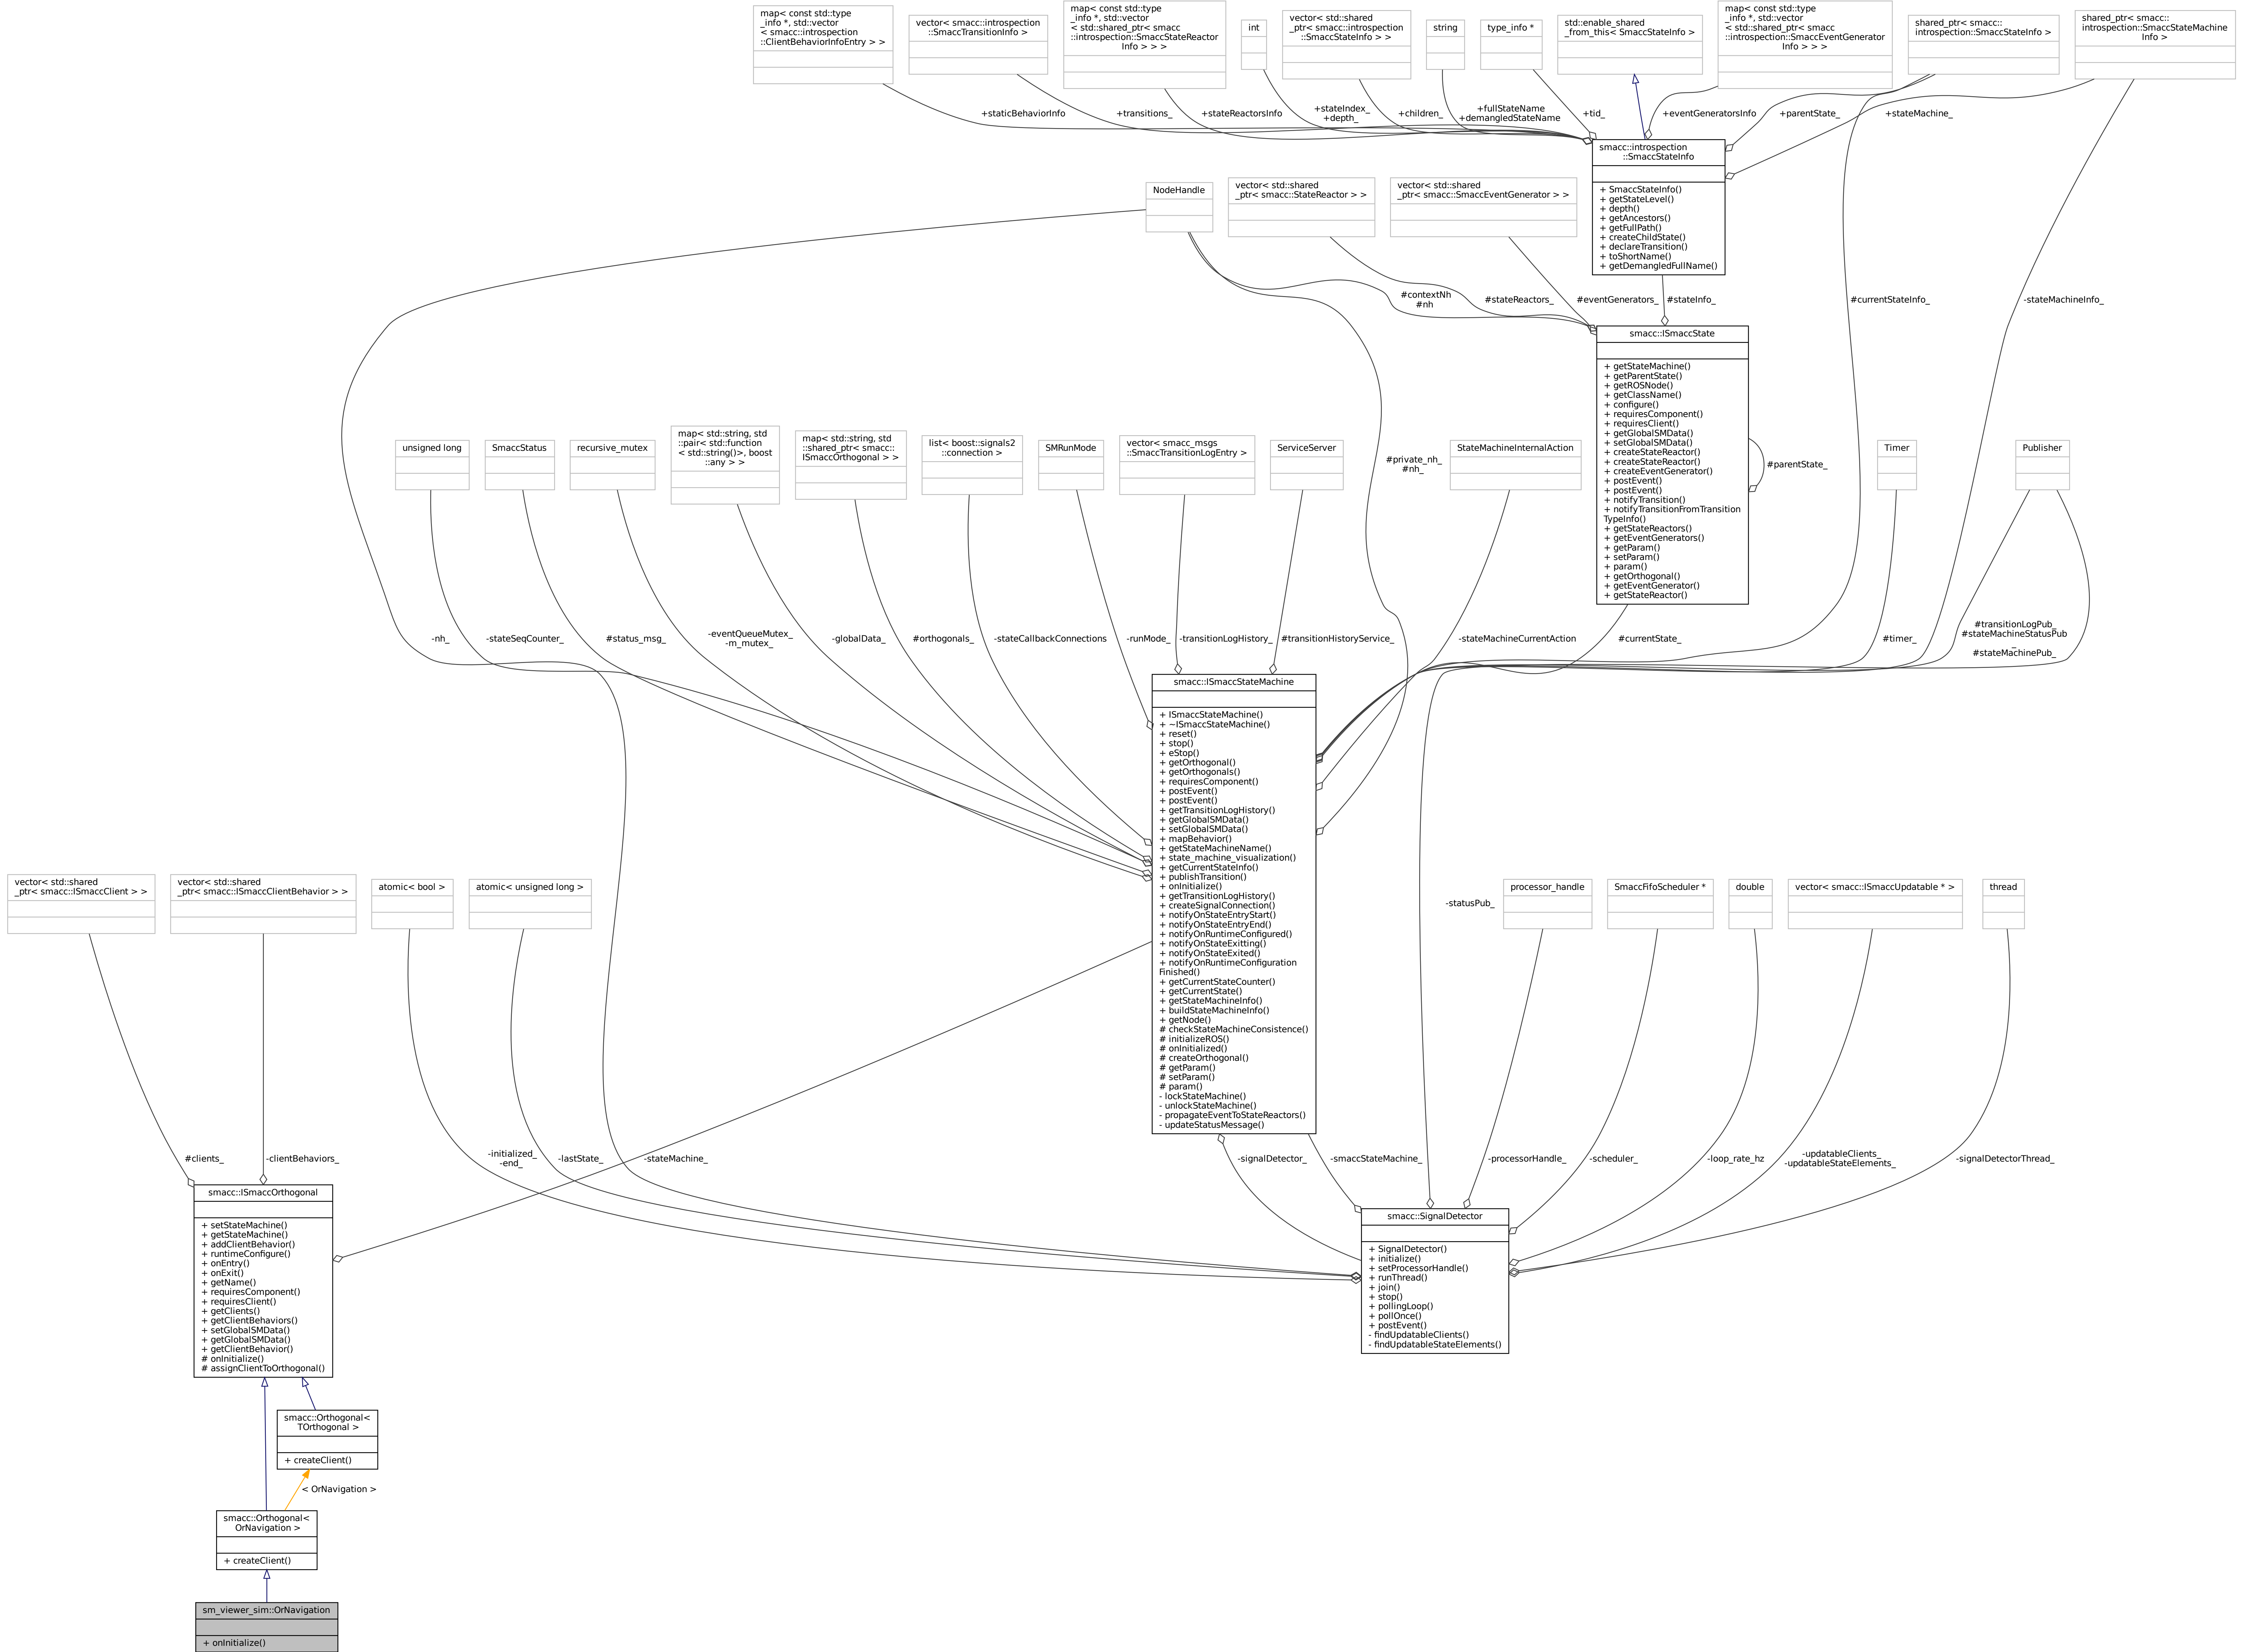 map< const std::type
_info *, std::vector
< smacc::introspection
::ClientBehaviorInfoEntry > >
vector< smacc::introspection
::SmaccTransitionInfo >
map< const std::type
_info *, std::vector
< std::shared_ptr< smacc
::introspection::SmaccStateReactor
Info > > >
int
vector< std::shared
_ptr< smacc::introspection
::SmaccStateInfo > >
string
type_info *
std::enable_shared
_from_this< SmaccStateInfo >
map< const std::type
_info *, std::vector
< std::shared_ptr< smacc
::introspection::SmaccEventGenerator
Info > > >
shared_ptr< smacc::
introspection::SmaccStateInfo >
shared_ptr< smacc::
introspection::SmaccStateMachine
Info >
+staticBehaviorInfo
+transitions_
+stateReactorsInfo
+stateIndex_
+depth_
+children_
+fullStateName
+demangledStateName
+tid_
+eventGeneratorsInfo
+parentState_
+stateMachine_
smacc::introspection
::SmaccStateInfo
+ SmaccStateInfo()
+ getStateLevel()
+ depth()
+ getAncestors()
+ getFullPath()
+ createChildState()
+ declareTransition()
+ toShortName()
+ getDemangledFullName()
NodeHandle
vector< std::shared
_ptr< smacc::StateReactor > >
vector< std::shared
_ptr< smacc::SmaccEventGenerator > >
#contextNh
#nh
#stateReactors_
#eventGenerators_
#stateInfo_
#currentStateInfo_
-stateMachineInfo_
smacc::ISmaccState
+ getStateMachine()
+ getParentState()
+ getROSNode()
+ getClassName()
+ configure()
+ requiresComponent()
+ requiresClient()
+ getGlobalSMData()
+ setGlobalSMData()
+ createStateReactor()
+ createStateReactor()
+ createEventGenerator()
+ postEvent()
+ postEvent()
+ notifyTransition()
+ notifyTransitionFromTransition
TypeInfo()
+ getStateReactors()
+ getEventGenerators()
+ getParam()
+ setParam()
+ param()
+ getOrthogonal()
+ getEventGenerator()
+ getStateReactor()
#parentState_
unsigned long
SmaccStatus
recursive_mutex
map< std::string, std
::pair< std::function
< std::string()>, boost
::any > >
map< std::string, std
::shared_ptr< smacc::
ISmaccOrthogonal > >
list< boost::signals2
::connection >
SMRunMode
vector< smacc_msgs
::SmaccTransitionLogEntry >
ServiceServer
#private_nh_
#nh_
StateMachineInternalAction
Timer
Publisher
-nh_
-stateSeqCounter_
#status_msg_
-eventQueueMutex_
-m_mutex_
-globalData_
#orthogonals_
-stateCallbackConnections
-runMode_
-transitionLogHistory_
#transitionHistoryService_
-stateMachineCurrentAction
#currentState_
#timer_
#transitionLogPub_
#stateMachineStatusPub
_
#stateMachinePub_
smacc::ISmaccStateMachine
+ ISmaccStateMachine()
+ ~ISmaccStateMachine()
+ reset()
+ stop()
+ eStop()
+ getOrthogonal()
+ getOrthogonals()
+ requiresComponent()
+ postEvent()
+ postEvent()
+ getTransitionLogHistory()
+ getGlobalSMData()
+ setGlobalSMData()
+ mapBehavior()
+ getStateMachineName()
+ state_machine_visualization()
+ getCurrentStateInfo()
+ publishTransition()
+ onInitialize()
+ getTransitionLogHistory()
+ createSignalConnection()
+ notifyOnStateEntryStart()
+ notifyOnStateEntryEnd()
+ notifyOnRuntimeConfigured()
+ notifyOnStateExitting()
+ notifyOnStateExited()
+ notifyOnRuntimeConfiguration
Finished()
+ getCurrentStateCounter()
+ getCurrentState()
+ getStateMachineInfo()
+ buildStateMachineInfo()
+ getNode()
# checkStateMachineConsistence()
# initializeROS()
# onInitialized()
# createOrthogonal()
# getParam()
# setParam()
# param()
- lockStateMachine()
- unlockStateMachine()
- propagateEventToStateReactors()
- updateStatusMessage()
vector< std::shared
_ptr< smacc::ISmaccClient > >
vector< std::shared
_ptr< smacc::ISmaccClientBehavior > >
atomic< bool >
atomic< unsigned long >
-statusPub_
processor_handle
SmaccFifoScheduler *
double
vector< smacc::ISmaccUpdatable * >
thread
#clients_
-clientBehaviors_
-initialized_
-end_
-lastState_
-stateMachine_
-signalDetector_
-smaccStateMachine_
-processorHandle_
-scheduler_
-loop_rate_hz
-updatableClients_
-updatableStateElements_
-signalDetectorThread_
smacc::ISmaccOrthogonal
+ setStateMachine()
+ getStateMachine()
+ addClientBehavior()
+ runtimeConfigure()
+ onEntry()
+ onExit()
+ getName()
+ requiresComponent()
+ requiresClient()
+ getClients()
+ getClientBehaviors()
+ setGlobalSMData()
+ getGlobalSMData()
+ getClientBehavior()
# onInitialize()
# assignClientToOrthogonal()
smacc::SignalDetector
+ SignalDetector()
+ initialize()
+ setProcessorHandle()
+ runThread()
+ join()
+ stop()
+ pollingLoop()
+ pollOnce()
+ postEvent()
- findUpdatableClients()
- findUpdatableStateElements()
smacc::Orthogonal<
TOrthogonal >
+ createClient()
< OrNavigation >
smacc::Orthogonal<
OrNavigation >
+ createClient()
sm_viewer_sim::OrNavigation
+ onInitialize()